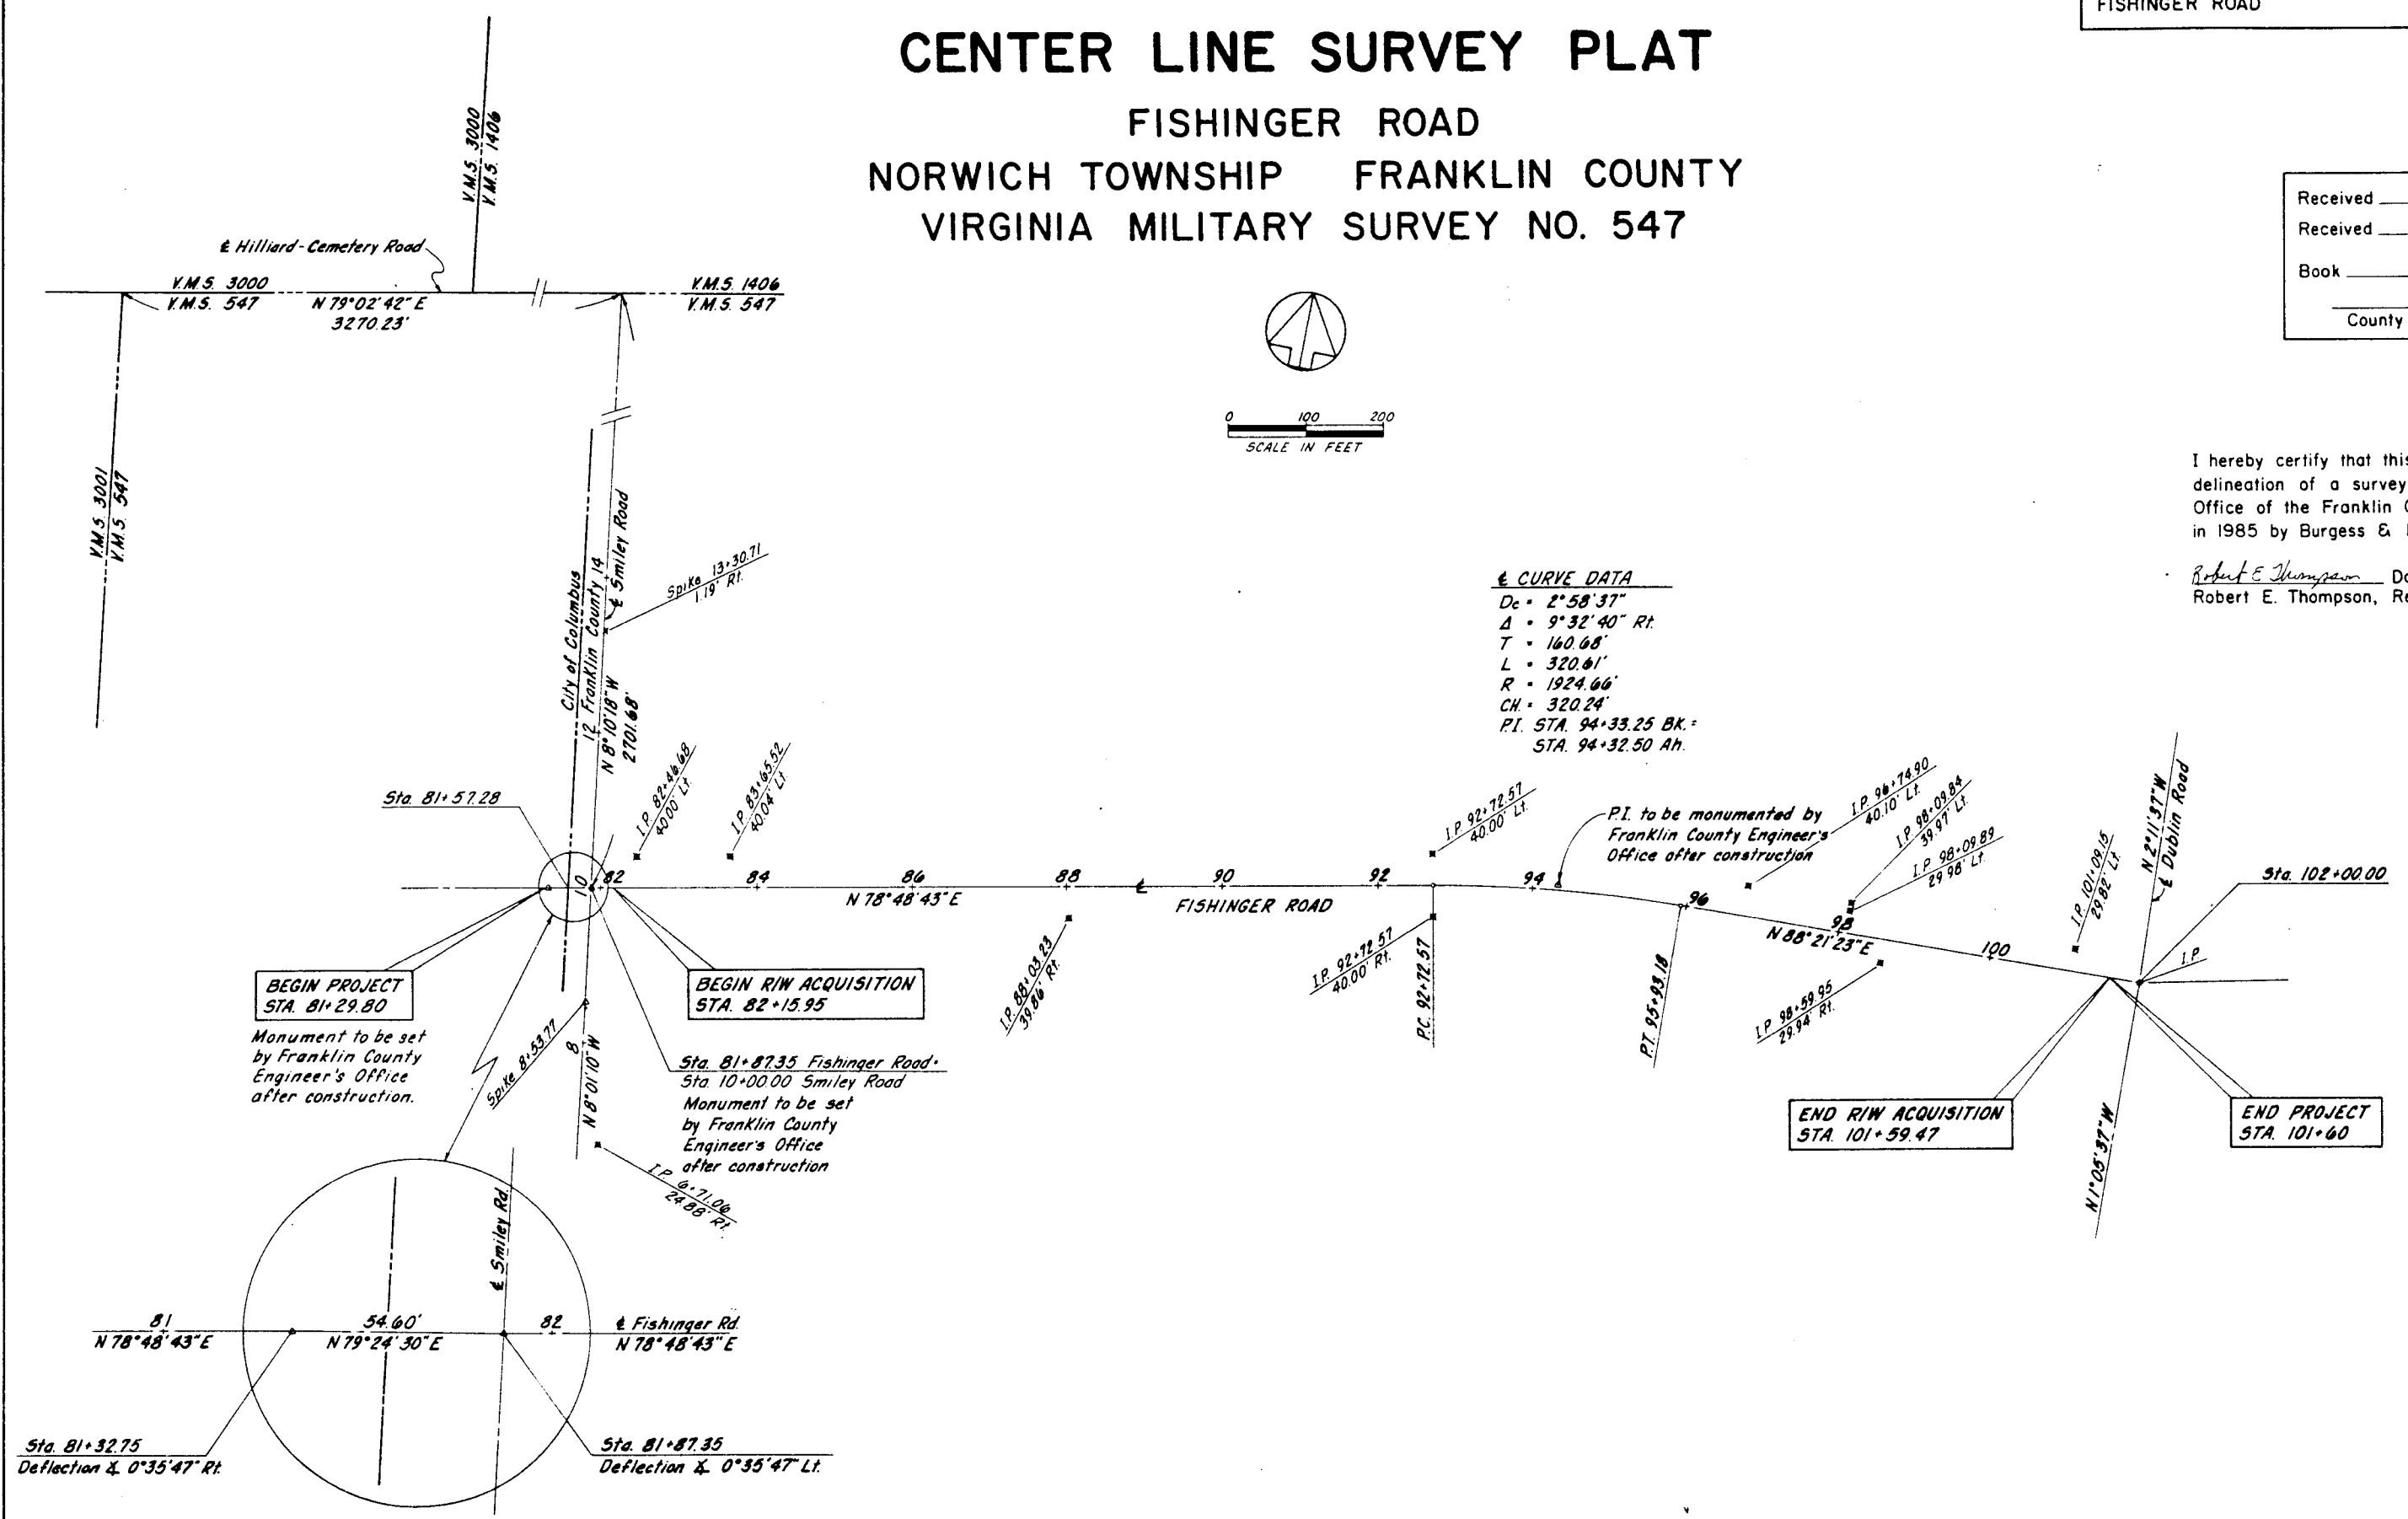 FISHINGER ROAD
CENTER LINE SURVEY PLAT
FISHINGER ROAD
NORWICH TOWNSHIP FRANKLIN COUNTY
VIRGINIA MILITARY SURVEY NO. 547
Received
Received
Book
County
V.M.S. 3000
V.M.S. 1406
℄ Hilliard-Cemetery Road
V.M.S. 3000
V.M.S. 547
N 79°02'42" E
3270.23'
V.M.S. 1406
V.M.S. 547
0 100 200
SCALE IN FEET
V.M.S. 3001
V.M.S. 547
I hereby certify that this
delineation of a survey
Office of the Franklin
in 1985 by Burgess &
Robert E Thompson
Robert E. Thompson, Re
City of Columbus
Franklin County
12
14
℄ Smiley Road
N 8°10'18" W
2701.68'
Spike 13+30.71
1.19' Rt.
℄ CURVE DATA
Dc = 2°58'37"
Δ = 9°32'40" Rt.
T = 160.68'
L = 320.61'
R = 1924.66'
CH. = 320.24'
P.I. STA. 94+33.25 BK. =
STA. 94+32.50 Ah.
Sta. 81+57.28
I.P. 82+46.68
40.00' Lt.
I.P. 83+65.52
40.04' Lt.
I.P. 92+72.57
40.00' Lt.
P.I. to be monumented by
Franklin County Engineer's
Office after construction
I.P. 96+74.90
40.10' Lt.
I.P. 98+09.84
39.97' Lt.
I.P. 98+09.89
29.98' Lt.
I.P. 101+09.15
29.82' Lt.
N 2°11'37" W
℄ Dublin Road
Sta. 102+00.00
10 82 84 86 88 ℄ 90 92 94 96 98 100
N 78°48'43" E
FISHINGER ROAD
N 88°21'23" E
I.P.
BEGIN PROJECT
STA. 81+29.80
Monument to be set
by Franklin County
Engineer's Office
after construction.
BEGIN R/W ACQUISITION
STA. 82+15.95
Spike 8+53.77
8
N 8°01'10" W
Sta. 81+87.35 Fishinger Road =
Sta. 10+00.00 Smiley Road
Monument to be set
by Franklin County
Engineer's Office
after construction
I.P. 6+71.06
24.88' Rt.
I.P. 88+03.23
39.86' Rt.
I.P. 92+72.57
40.00' Rt.
P.C. 92+72.57
P.T. 95+93.18
I.P. 98+59.95
29.94' Rt.
END R/W ACQUISITION
STA. 101+59.47
END PROJECT
STA. 101+60
N 1°05'37" W
℄ Smiley Rd.
81
N 78°48'43" E
54.60'
N 79°24'30" E
82
℄ Fishinger Rd.
N 78°48'43" E
Sta. 81+32.75
Deflection ∡ 0°35'47" Rt.
Sta. 81+87.35
Deflection ∡ 0°35'47" Lt.